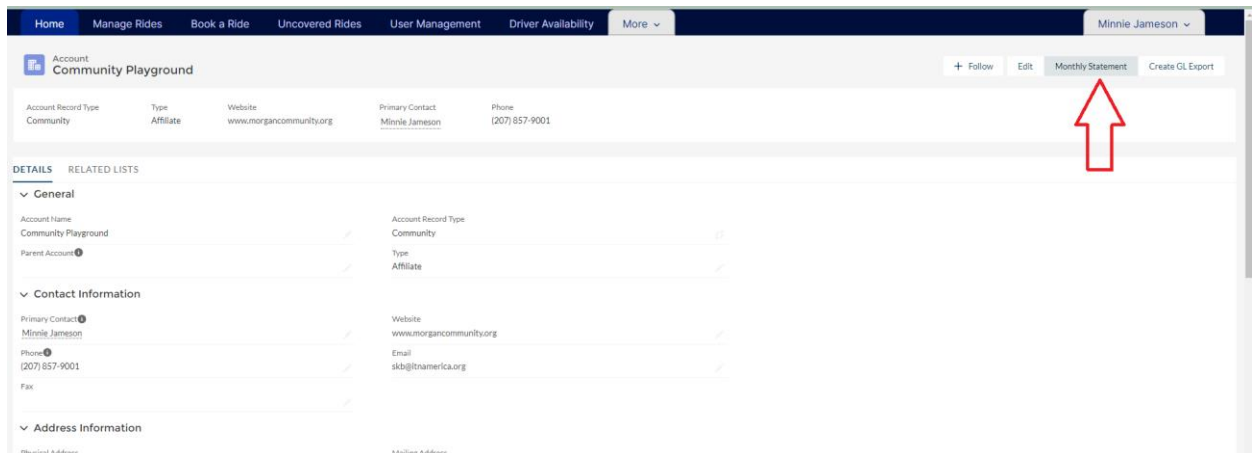 Home Manage Rides Book a Ride Uncovered Rides User Management Driver Availability More Minnie Jameson
Account
Community Playground
+ Follow Edit Monthly Statement Create GL Export
Account Record Type Type Website Primary Contact Phone
Community Affiliate www.morgancommunity.org Minnie Jameson (207) 857-9001
DETAILS RELATED LISTS
General
Account Name Account Record Type
Community Playground Community
Parent Account Type
Affiliate
Contact Information
Primary Contact Website
Minnie Jameson www.morgancommunity.org
Phone Email
(207) 857-9001 skb@itnamerica.org
Fax
Address Information
Physical Address Mailing Address